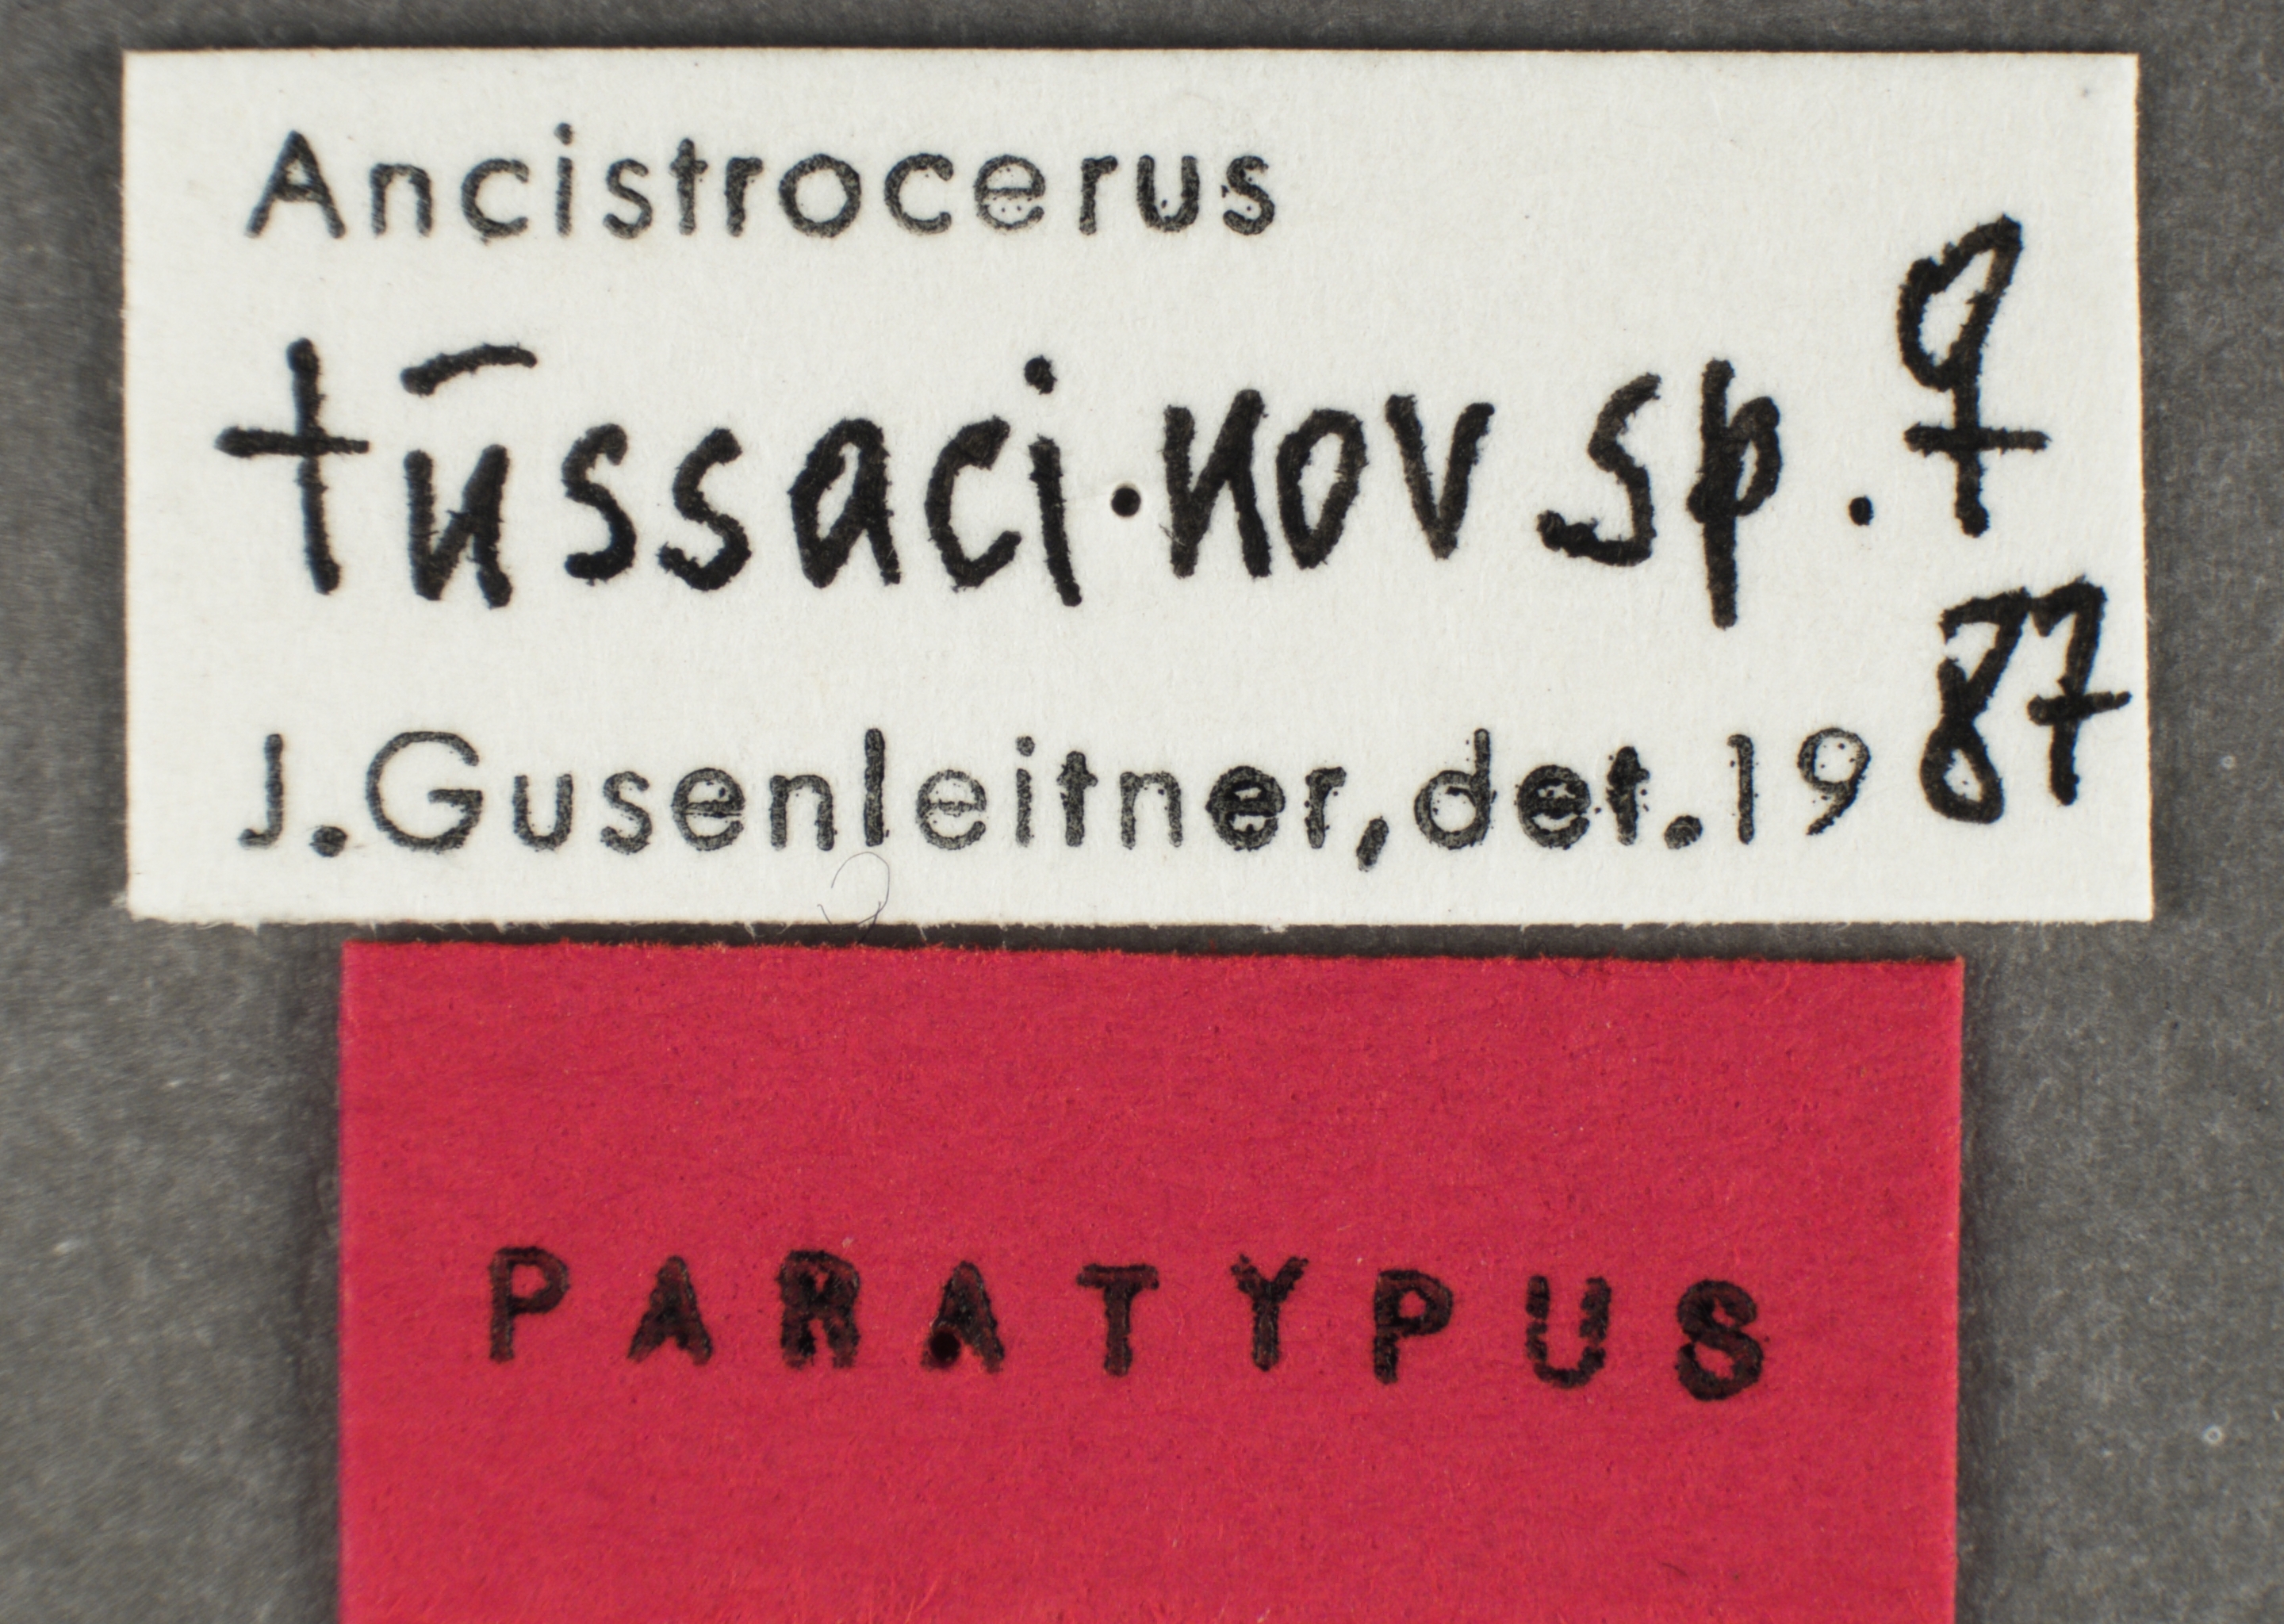 Ancistrocerus
tūssaci. nov sp. ♀
J. Gusenleitner, det. 1987
PARATYPUS